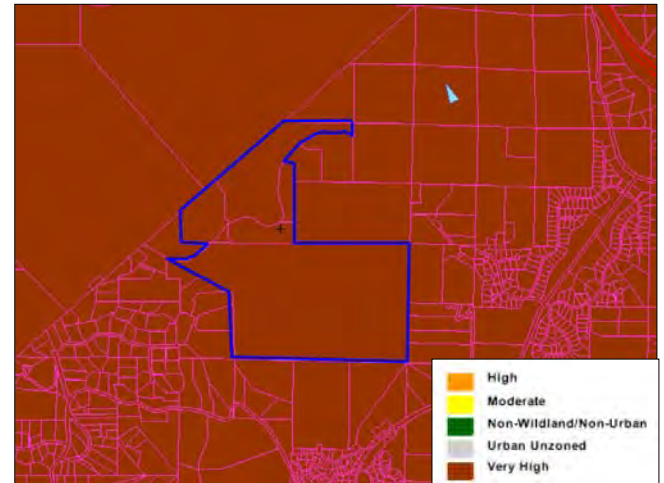 High
Moderate
Non-Wildland/Non-Urban
Urban Unzoned
Very High